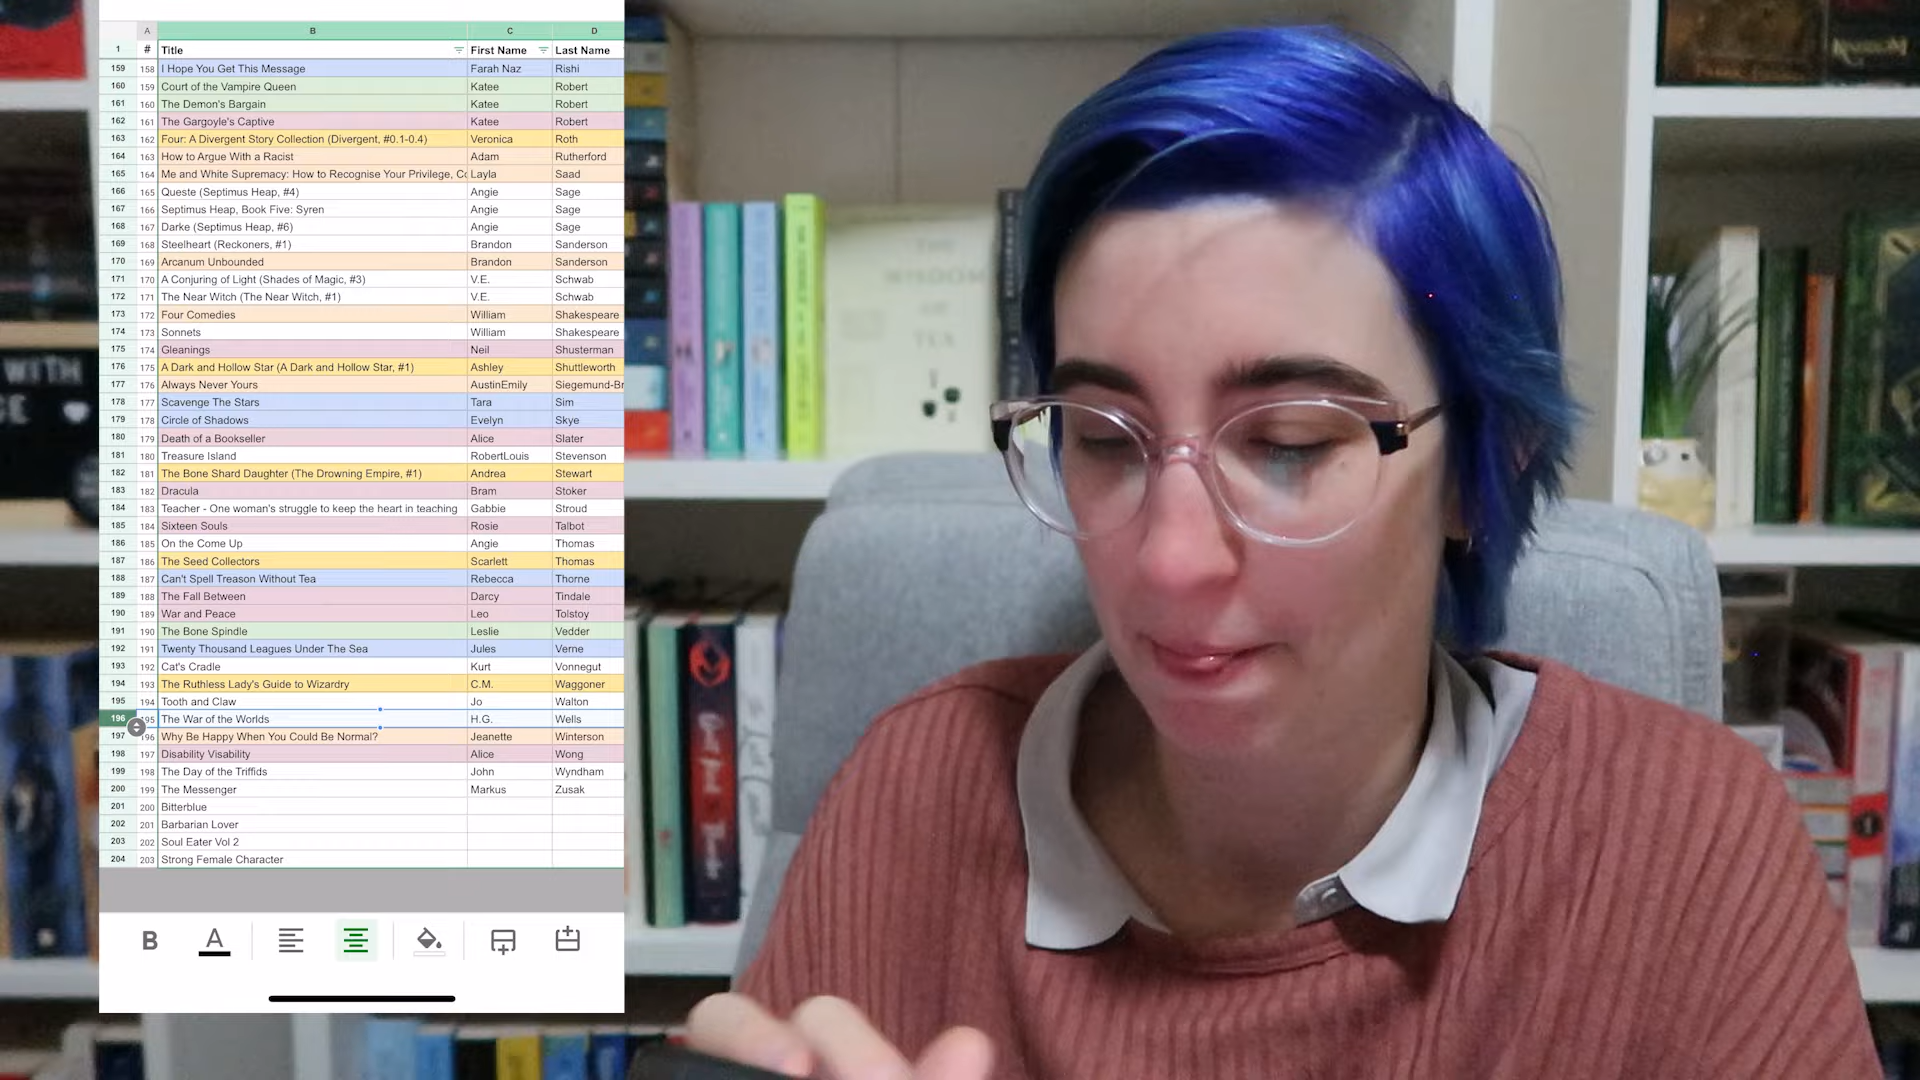 A B C D
1 # Title First Name Last Name
159 158 I Hope You Get This Message Farah Naz Rishi
160 159 Court of the Vampire Queen Katee Robert
161 160 The Demon's Bargain Katee Robert
162 161 The Gargoyle's Captive Katee Robert
163 162 Four: A Divergent Story Collection (Divergent, #0.1-0.4) Veronica Roth
164 163 How to Argue With a Racist Adam Rutherford
165 164 Me and White Supremacy: How to Recognise Your Privilege, Co Layla Saad
166 165 Queste (Septimus Heap, #4) Angie Sage
167 166 Septimus Heap, Book Five: Syren Angie Sage
168 167 Darke (Septimus Heap, #6) Angie Sage
169 168 Steelheart (Reckoners, #1) Brandon Sanderson
170 169 Arcanum Unbounded Brandon Sanderson
171 170 A Conjuring of Light (Shades of Magic, #3) V.E. Schwab
172 171 The Near Witch (The Near Witch, #1) V.E. Schwab
173 172 Four Comedies William Shakespeare
174 173 Sonnets William Shakespeare
175 174 Gleanings Neil Shusterman
176 175 A Dark and Hollow Star (A Dark and Hollow Star, #1) Ashley Shuttleworth
177 176 Always Never Yours AustinEmily Siegemund-Br
178 177 Scavenge The Stars Tara Sim
179 178 Circle of Shadows Evelyn Skye
180 179 Death of a Bookseller Alice Slater
181 180 Treasure Island RobertLouis Stevenson
182 181 The Bone Shard Daughter (The Drowning Empire, #1) Andrea Stewart
183 182 Dracula Bram Stoker
184 183 Teacher - One woman's struggle to keep the heart in teaching Gabbie Stroud
185 184 Sixteen Souls Rosie Talbot
186 185 On the Come Up Angie Thomas
187 186 The Seed Collectors Scarlett Thomas
188 187 Can't Spell Treason Without Tea Rebecca Thorne
189 188 The Fall Between Darcy Tindale
190 189 War and Peace Leo Tolstoy
191 190 The Bone Spindle Leslie Vedder
192 191 Twenty Thousand Leagues Under The Sea Jules Verne
193 192 Cat's Cradle Kurt Vonnegut
194 193 The Ruthless Lady's Guide to Wizardry C.M. Waggoner
195 194 Tooth and Claw Jo Walton
196 195 The War of the Worlds H.G. Wells
197 196 Why Be Happy When You Could Be Normal? Jeanette Winterson
198 197 Disability Visability Alice Wong
199 198 The Day of the Triffids John Wyndham
200 199 The Messenger Markus Zusak
201 200 Bitterblue
202 201 Barbarian Lover
203 202 Soul Eater Vol 2
204 203 Strong Female Character
B A
WITH